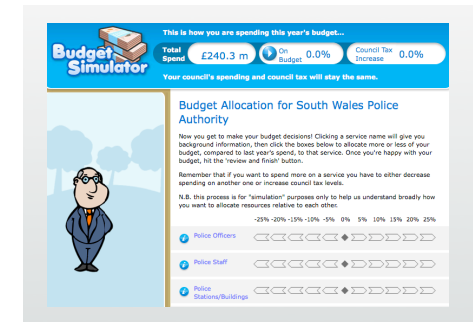 This is how you are spending this year's budget...
Budget Simulator
Total Spend £240.3 m On Budget 0.0% Council Tax Increase 0.0%
Your council's spending and council tax will stay the same.
Budget Allocation for South Wales Police
Authority
Now you get to make your budget decisions! Clicking a service name will give you
background information, then click the boxes below to allocate more or less of your
budget, compared to last year's spend, to that service. Once you're happy with your
budget, hit the 'review and finish' button.
Remember that if you want to spend more on a service you have to either decrease
spending on another one or increase council tax levels.
N.B. this process is for "simulation" purposes only to help us understand broadly how
you want to allocate resources relative to each other.
-25% -20% -15% -10% -5% 0% 5% 10% 15% 20% 25%
Police Officers
Police Staff
Police
Stations/Buildings